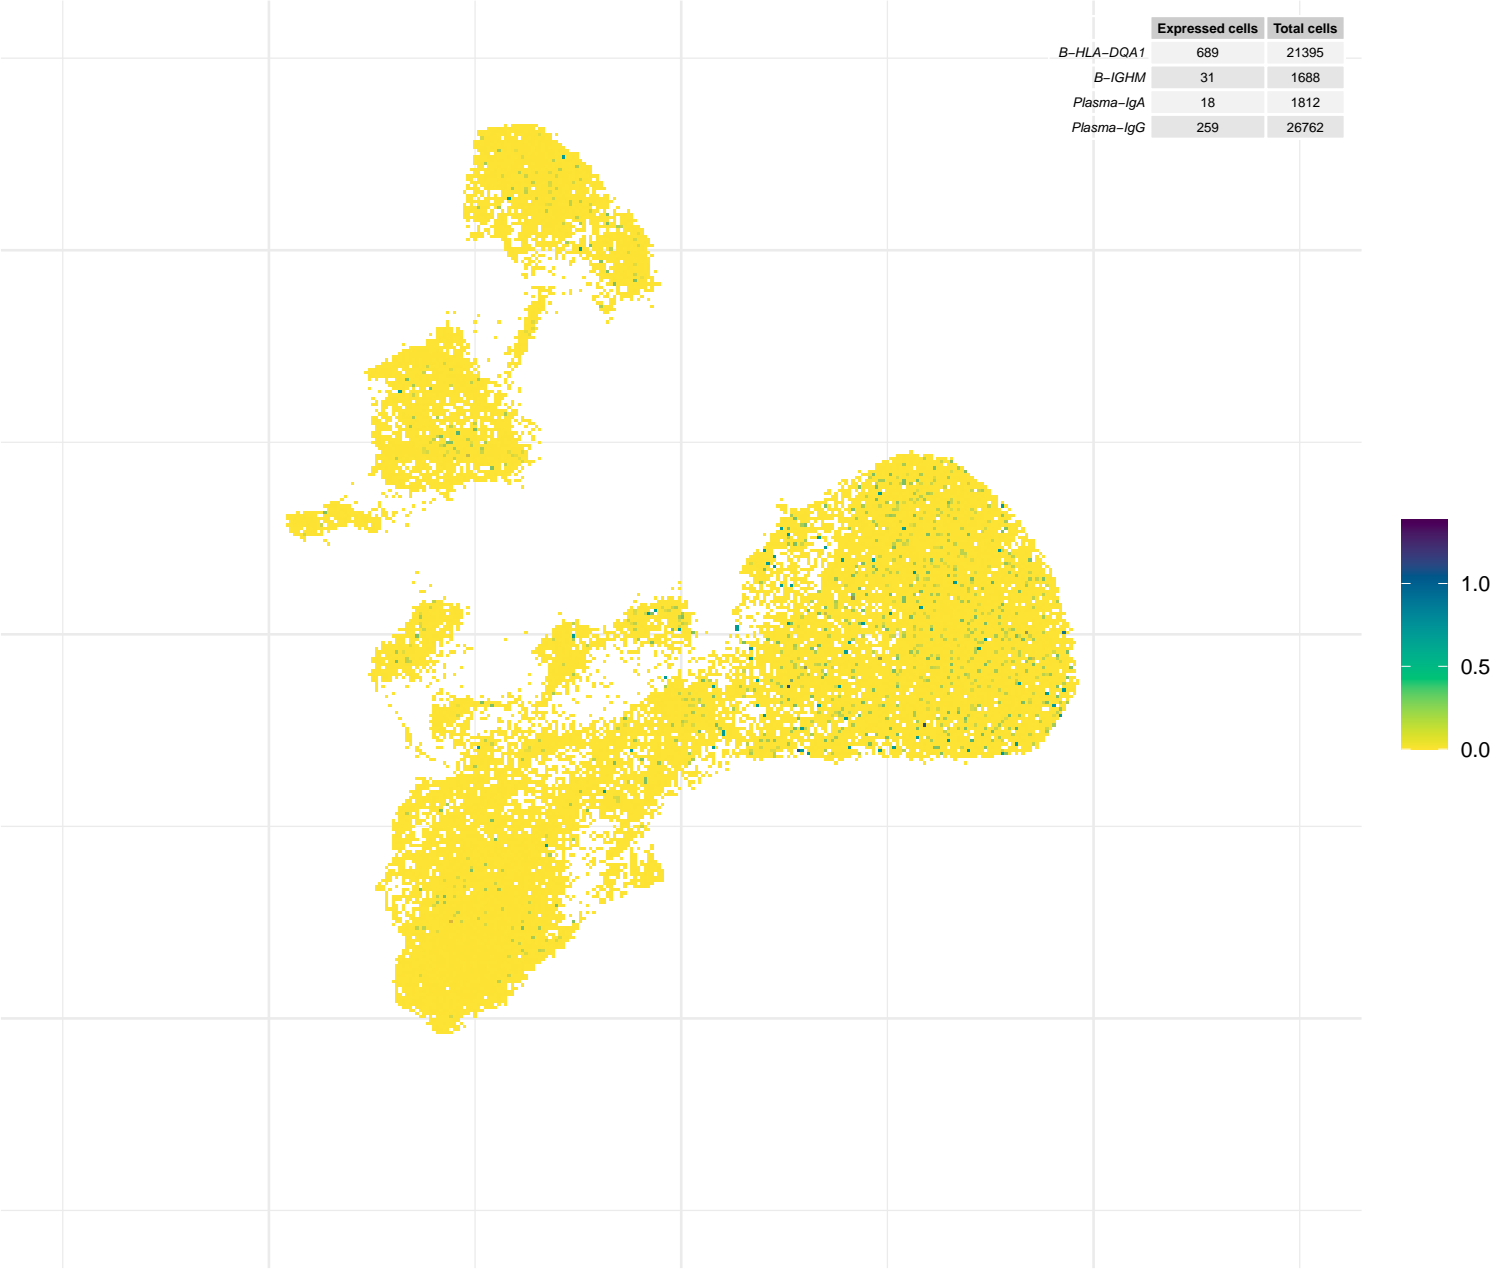 Expressed cells Total cells
B−HLA−DQA1 689 21395
B−IGHM 31 1688
Plasma−IgA 18 1812
Plasma−IgG 259 26762
1.0
0.5
0.0